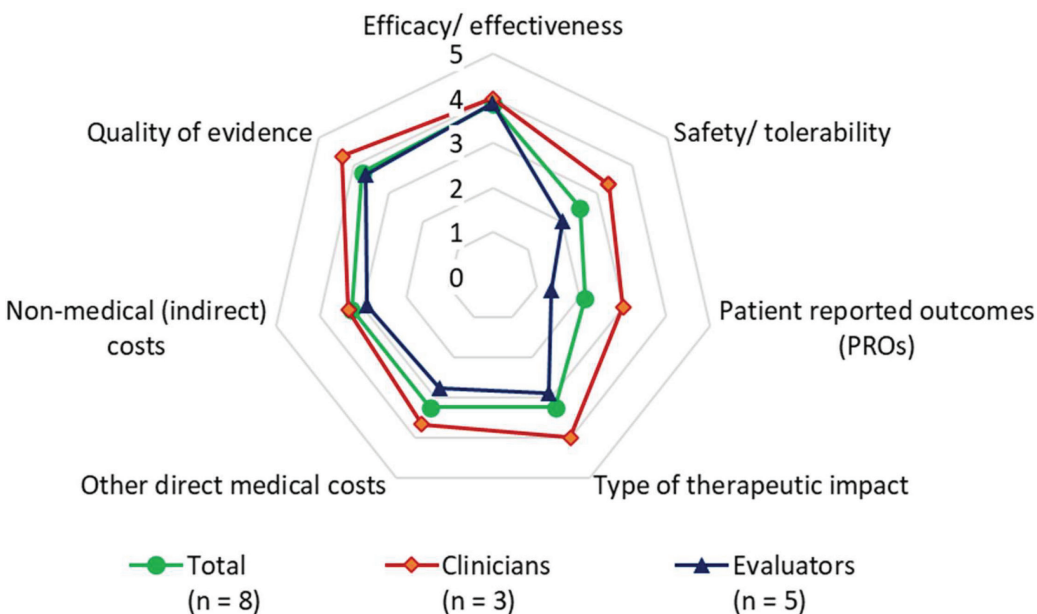 Efficacy/ effectiveness
5
4
3
2
1
0
Quality of evidence
Safety/ tolerability
Non-medical (indirect)
costs
Patient reported outcomes
(PROs)
Other direct medical costs
Type of therapeutic impact
Total
(n = 8)
Clinicians
(n = 3)
Evaluators
(n = 5)